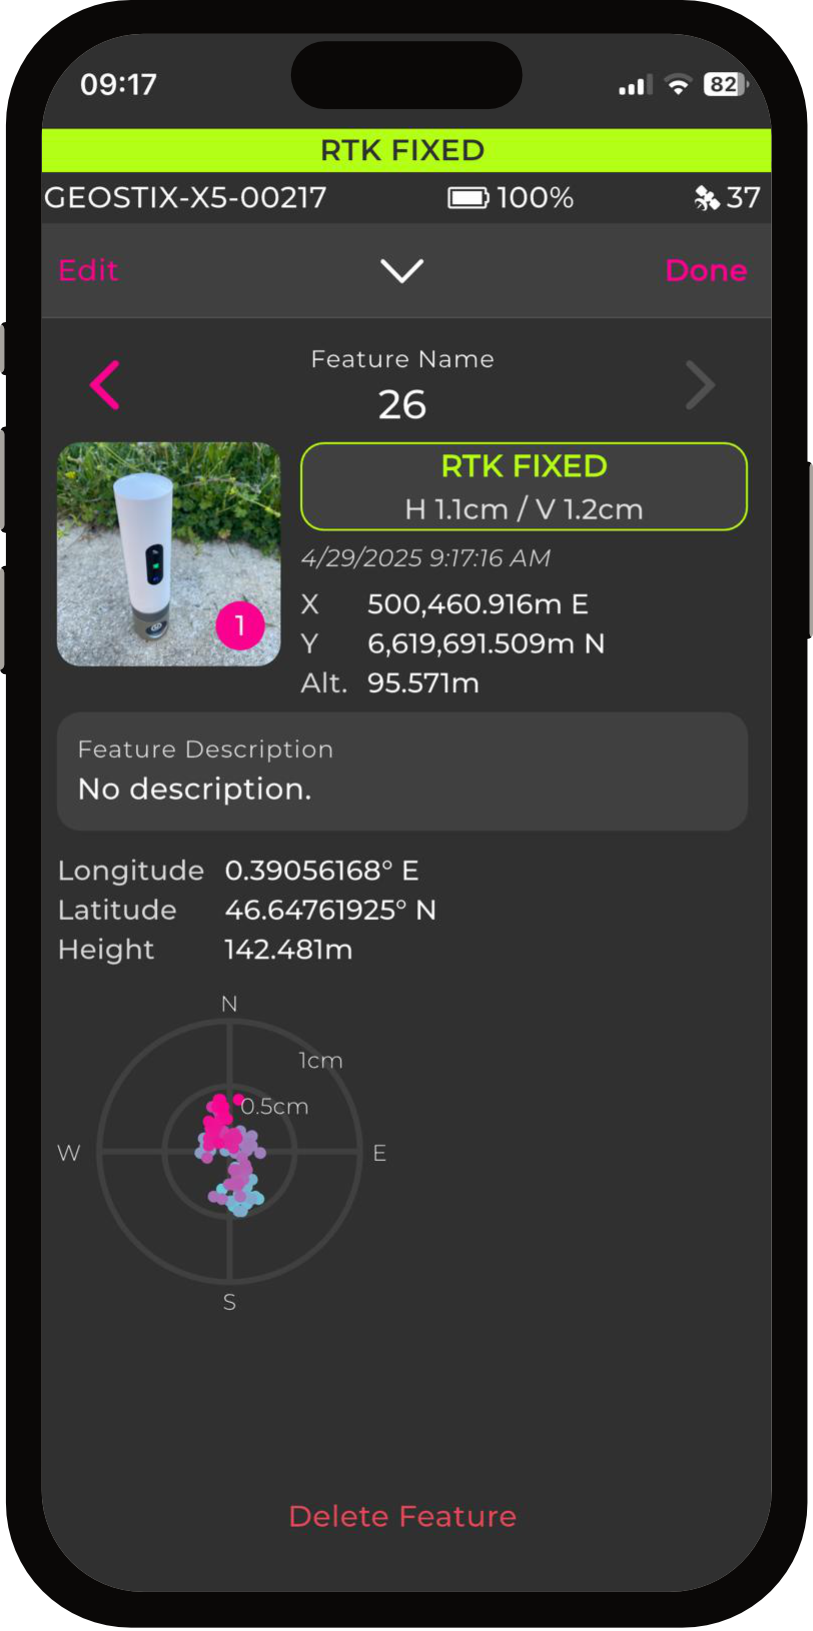 09:17
82
RTK FIXED
GEOSTIX-X5-00217 100% 37
Edit Done
Feature Name
26
RTK FIXED
H 1.1cm / V 1.2cm
4/29/2025 9:17:16 AM
X 500,460.916m E
1
Y 6,619,691.509m N
Alt. 95.571m
Feature Description
No description.
Longitude 0.39056168° E
Latitude 46.64761925° N
Height 142.481m
N
1cm
0.5cm
W E
S
Delete Feature